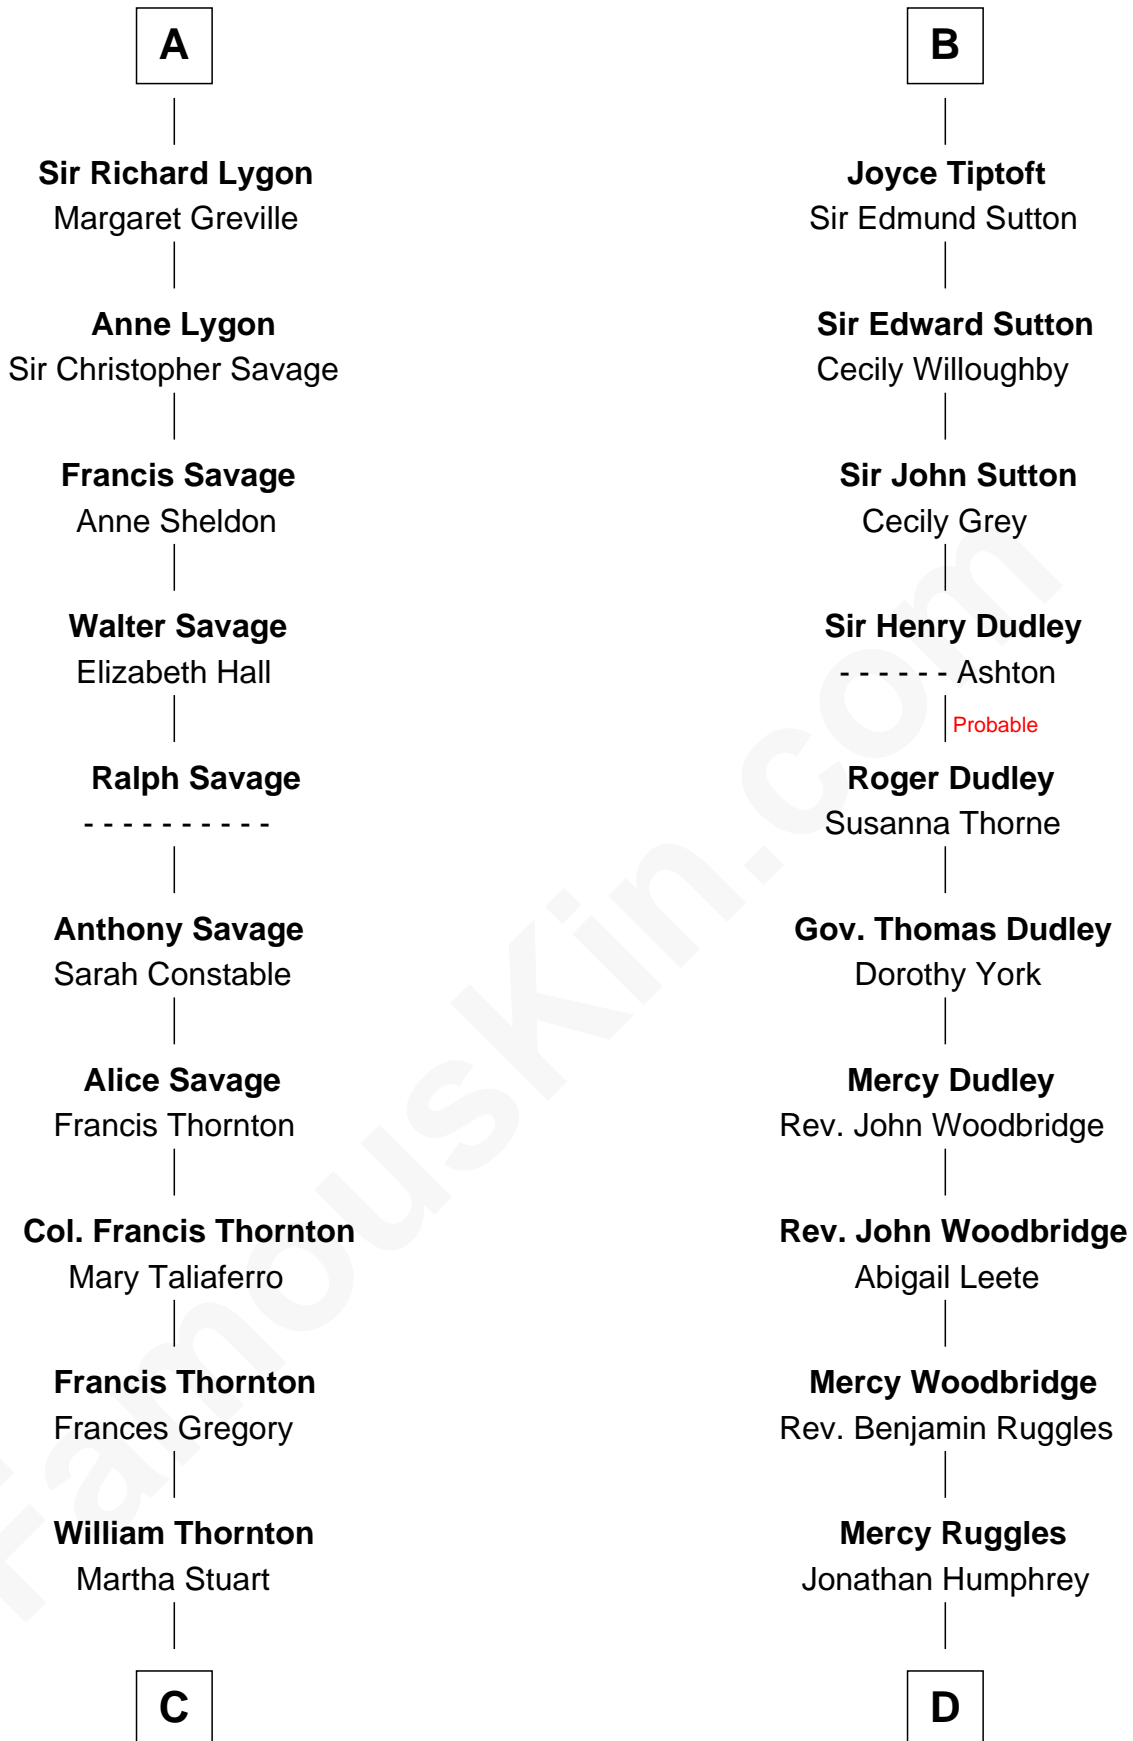 A
Sir Richard Lygon
Margaret Greville
Anne Lygon
Sir Christopher Savage
Francis Savage
Anne Sheldon
Walter Savage
Elizabeth Hall
Ralph Savage
- - - - - - - - - -
Anthony Savage
Sarah Constable
Alice Savage
Francis Thornton
Col. Francis Thornton
Mary Taliaferro
Francis Thornton
Frances Gregory
William Thornton
Martha Stuart
C
B
Joyce Tiptoft
Sir Edmund Sutton
Sir Edward Sutton
Cecily Willoughby
Sir John Sutton
Cecily Grey
Sir Henry Dudley
- - - - - - Ashton
Probable
Roger Dudley
Susanna Thorne
Gov. Thomas Dudley
Dorothy York
Mercy Dudley
Rev. John Woodbridge
Rev. John Woodbridge
Abigail Leete
Mercy Woodbridge
Rev. Benjamin Ruggles
Mercy Ruggles
Jonathan Humphrey
D
FamousKin.com